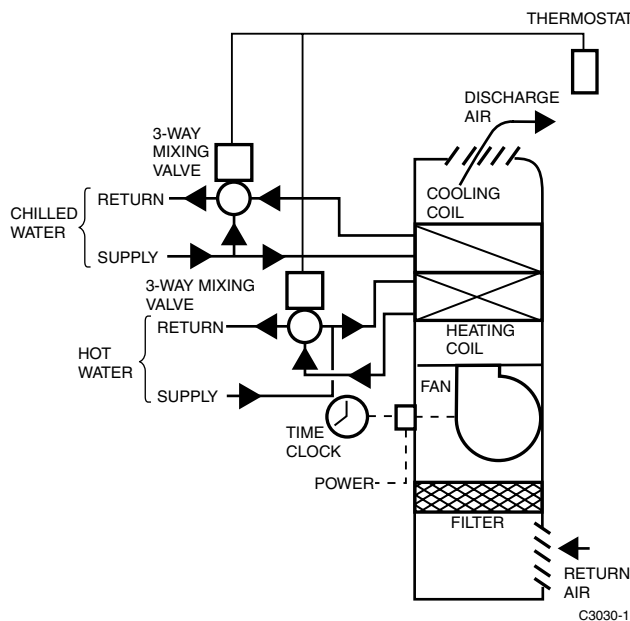 THERMOSTAT
DISCHARGE
AIR
3-WAY
MIXING
VALVE
RETURN
CHILLED
WATER
SUPPLY
COOLING
COIL
3-WAY MIXING
VALVE
RETURN
HOT
WATER
SUPPLY
HEATING
COIL
FAN
TIME
CLOCK
POWER
FILTER
RETURN
AIR
C3030-1